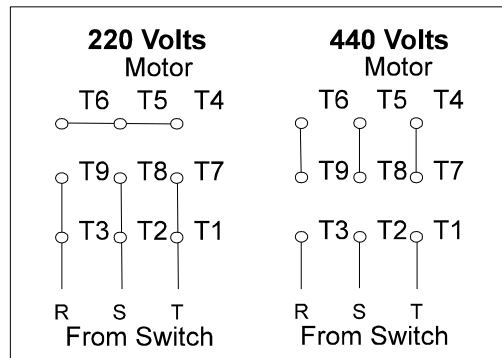 220 Volts 440 Volts
Motor Motor
T6 T5 T4 T6 T5 T4
T9 T8 T7 T9 T8 T7
T3 T2 T1 T3 T2 T1
R S T R S T
From Switch From Switch